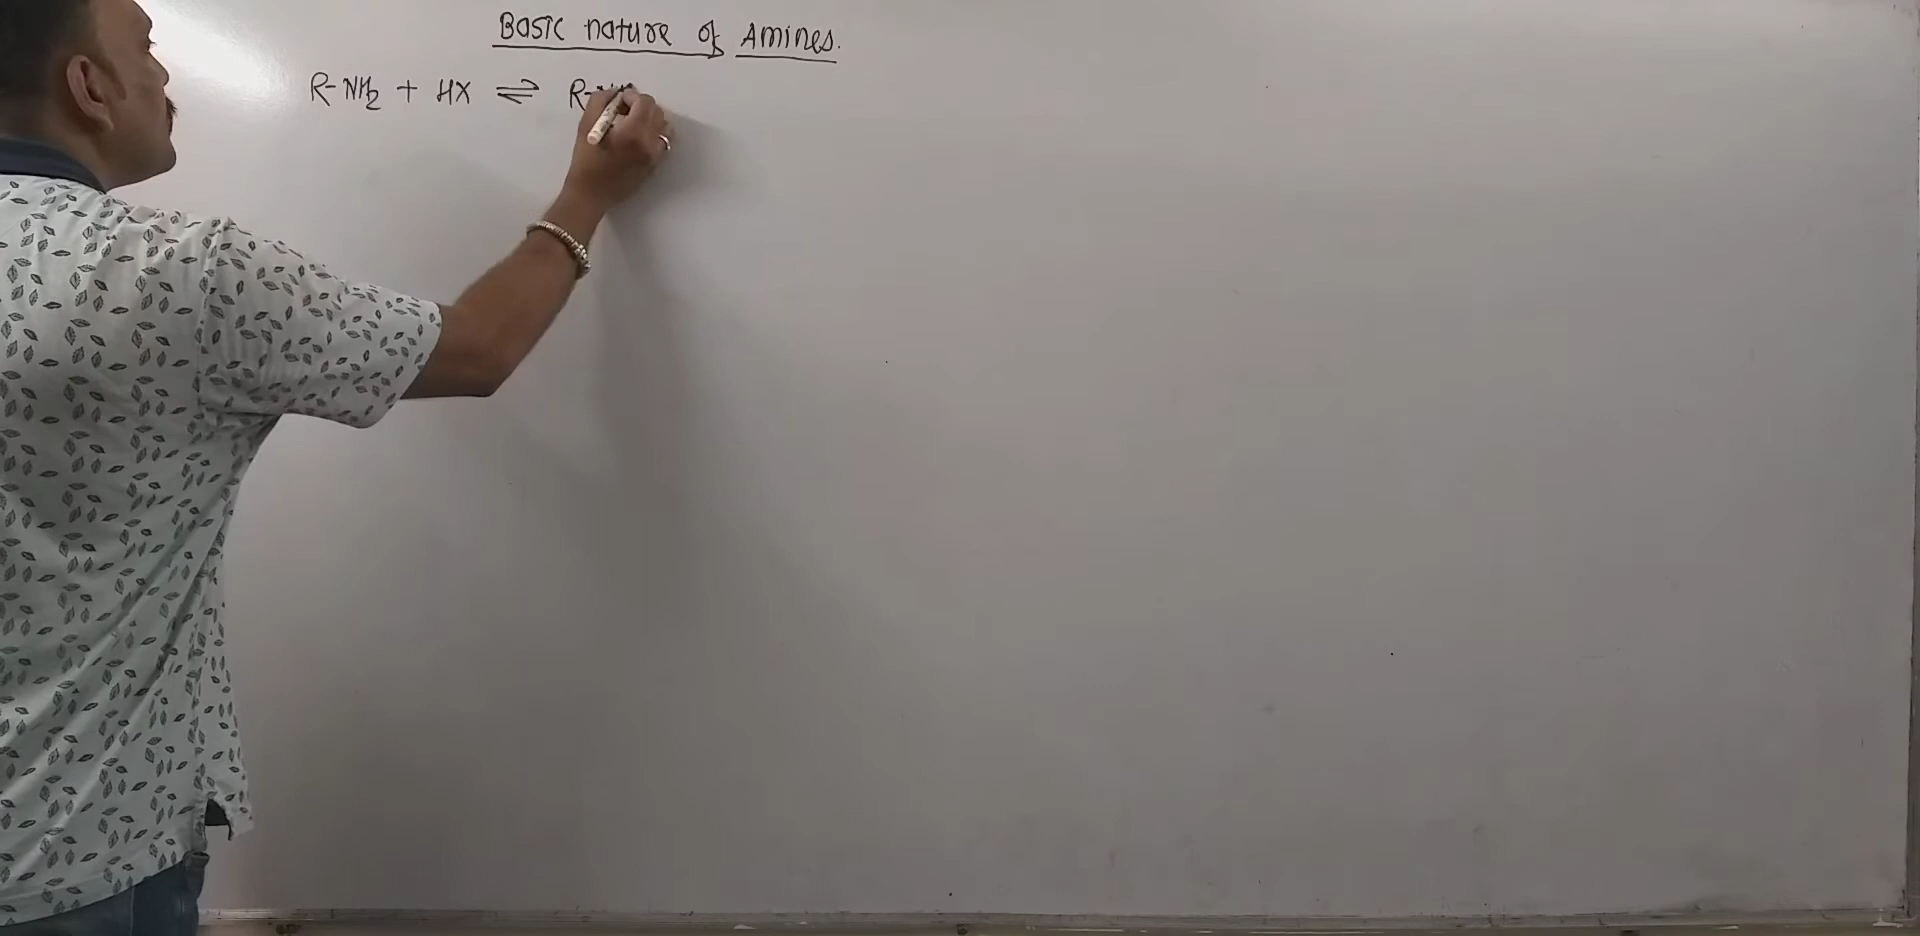 Basic nature of Amines.
R-NH2 + HX ⇌ R-